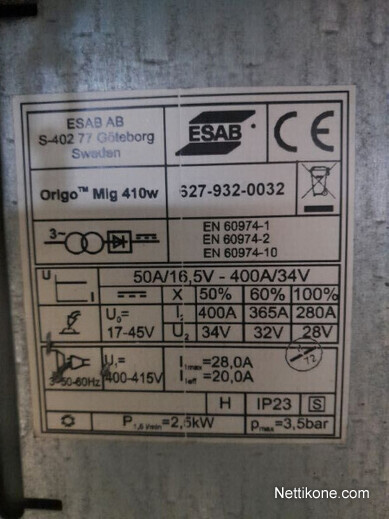 ESAB AB
S-402 77 Göteborg
Sweden
ESAB
CE
Origo™ Mig 410w
627-932-0032
3~
EN 60974-1
EN 60974-2
EN 60974-10
U
I
50A/16,5V - 400A/34V
X 50% 60% 100%
U₀=
17-45V
I₂ 400A 365A 280A
U₂ 34V 32V 28V
3~50-60Hz
U₁=
400-415V
I₁max=28,0A
I₁eff=20,0A
H IP23 S
=2,5kW
pmax=3,5bar
Nettikone.com